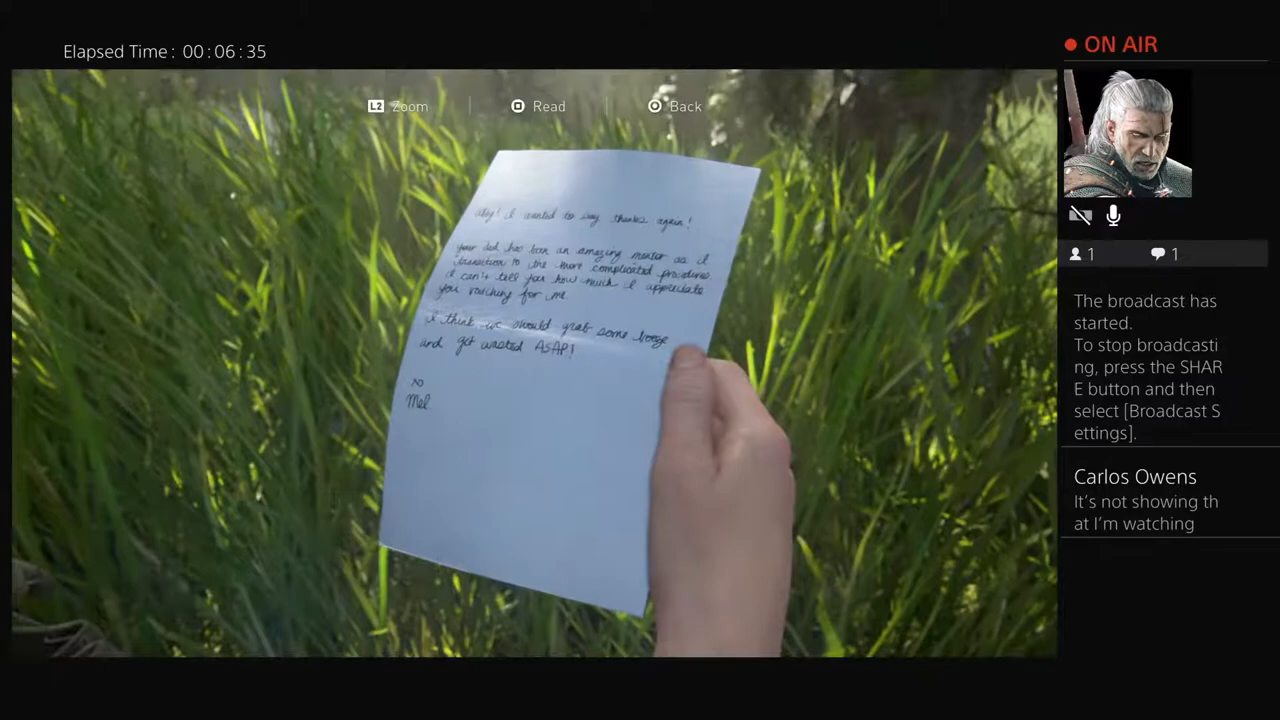 Elapsed Time: 00:06:35
ON AIR
L2 Zoom
Read
Back
1
1
The broadcast has
started.
To stop broadcasti
ng, press the SHAR
E button and then
select [Broadcast S
ettings].
Carlos Owens
It's not showing th
at I'm watching
Abby! I wanted to say thanks again!
your dad has been an amazing mentor as I
transition to the more complicated procedures
I can't tell you how much I appreciate
you vouching for me.
I think we should grab some booze
and get wasted ASAP!
XO
Mel